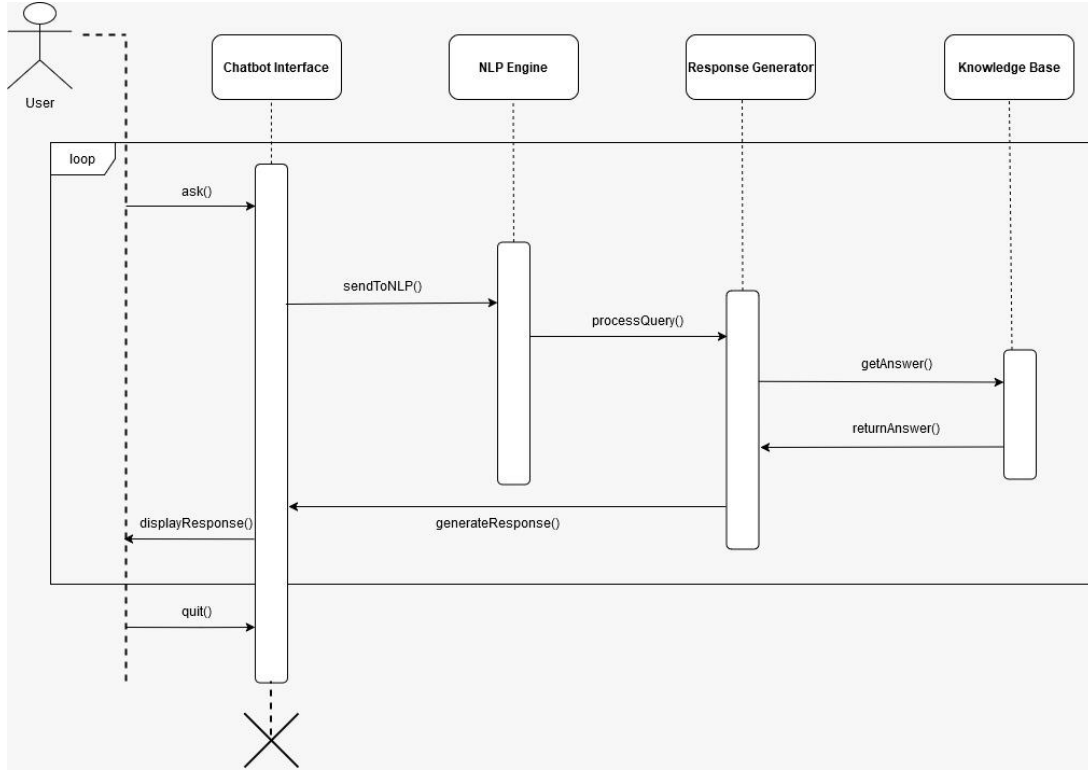 User
Chatbot Interface
NLP Engine
Response Generator
Knowledge Base
loop
ask()
sendToNLP()
processQuery()
getAnswer()
returnAnswer()
generateResponse()
displayResponse()
quit()